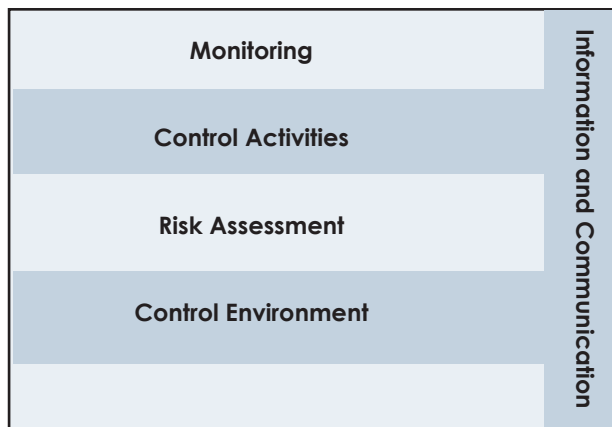 Monitoring
Control Activities
Risk Assessment
Control Environment
Information and Communication